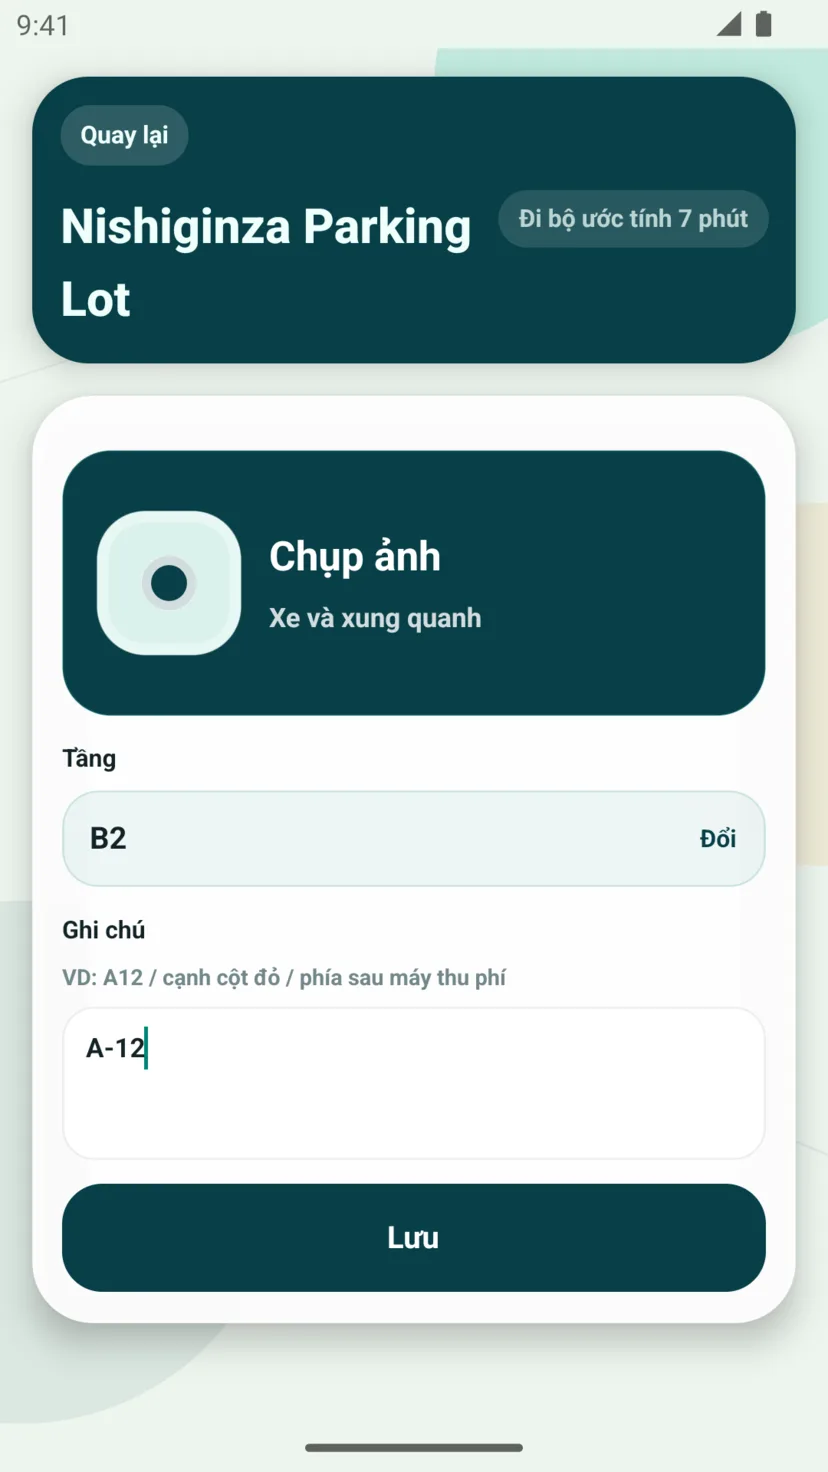 9:41
Quay lại
Nishiginza Parking
Lot
Đi bộ ước tính 7 phút
Chụp ảnh
Xe và xung quanh
Tầng
B2
Đổi
Ghi chú
VD: A12 / cạnh cột đỏ / phía sau máy thu phí
A-12
Lưu